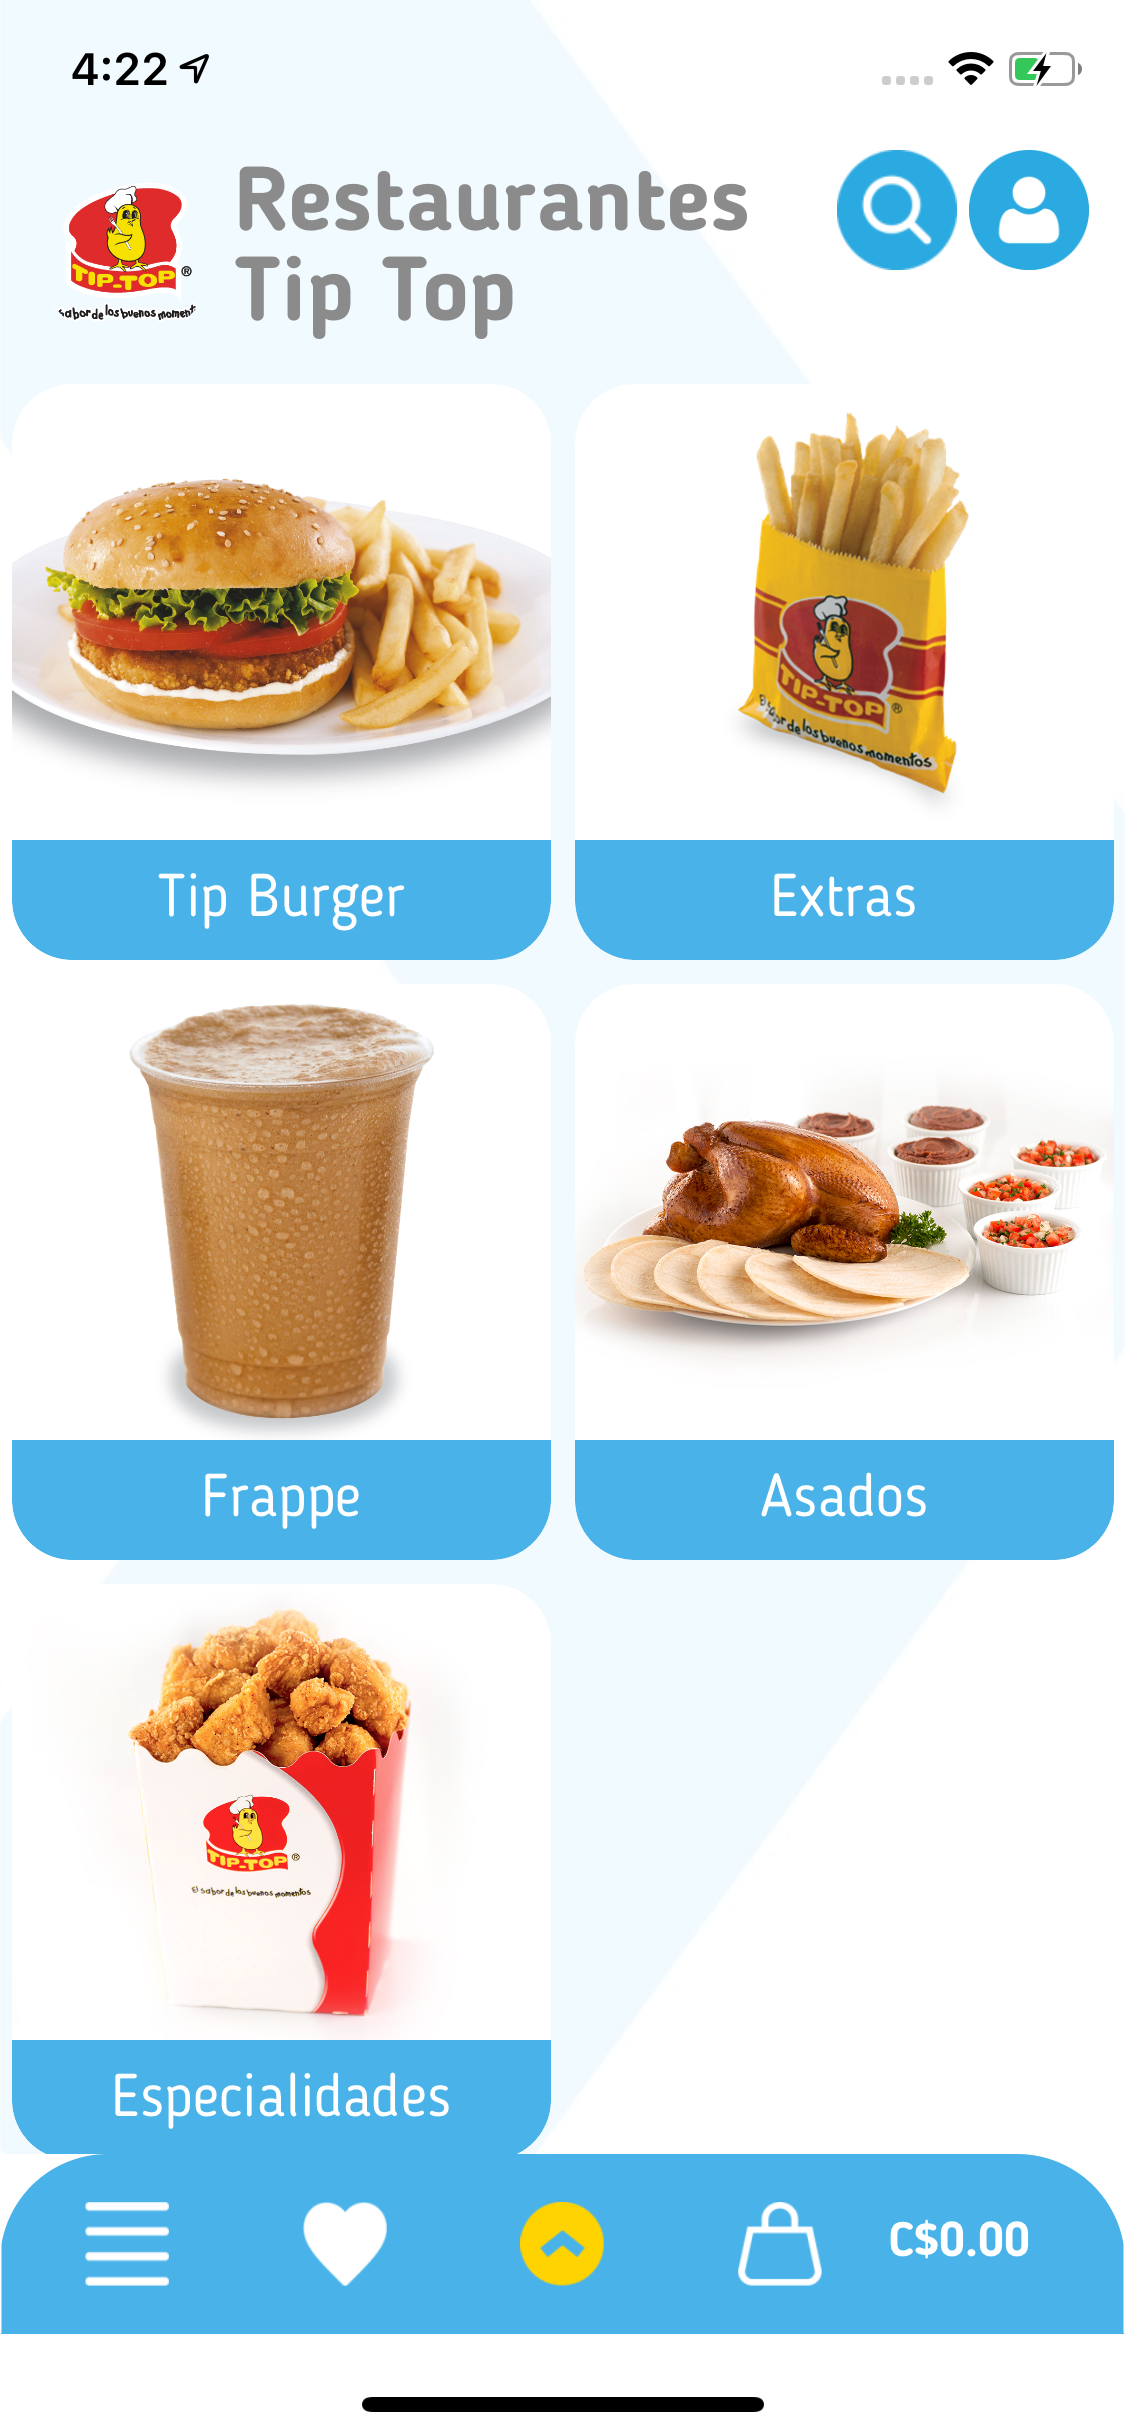 4:22
Restaurantes
Tip Top
TIP-TOP ®
sabor de los buenos moment
Tip Burger
TIP-TOP ®
El sabor de los buenos momentos
Extras
Frappe
Asados
TIP-TOP ®
El sabor de los buenos momentos
Especialidades
C$0.00